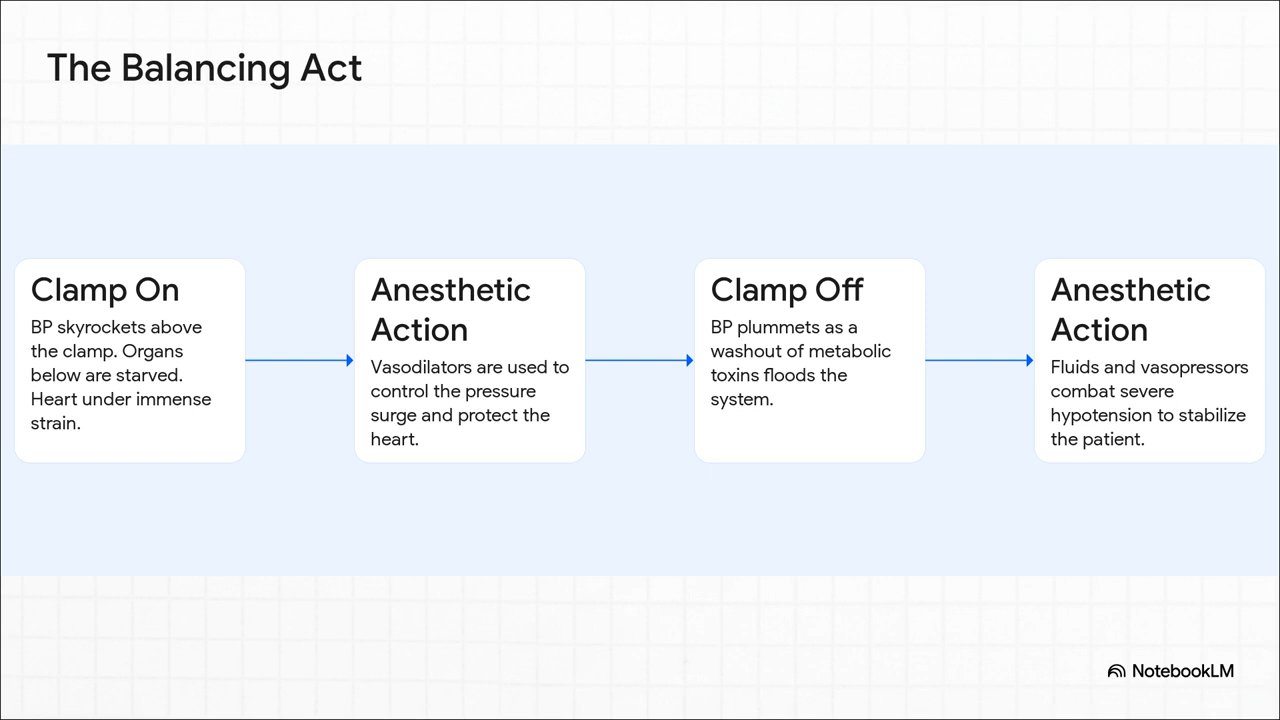 The Balancing Act
Clamp On
BP skyrockets above
the clamp. Organs
below are starved.
Heart under immense
strain.
Anesthetic
Action
Vasodilators are used to
control the pressure
surge and protect the
heart.
Clamp Off
BP plummets as a
washout of metabolic
toxins floods the
system.
Anesthetic
Action
Fluids and vasopressors
combat severe
hypotension to stabilize
the patient.
NotebookLM